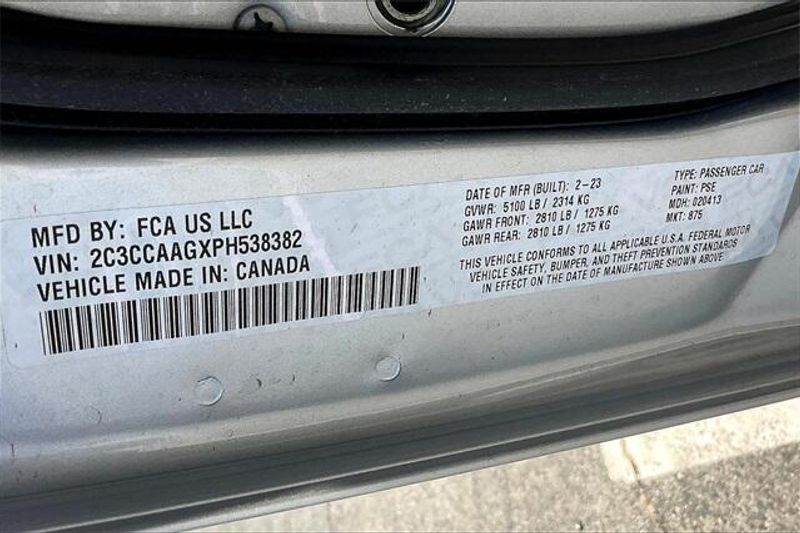 MFD BY: FCA US LLC
VIN: 2C3CCAAGXPH538382
VEHICLE MADE IN: CANADA
DATE OF MFR (BUILT): 2-23
GVWR: 5100 LB / 2314 KG
GAWR FRONT: 2810 LB / 1275 KG
GAWR REAR: 2810 LB / 1275 KG
TYPE: PASSENGER CAR
PAINT: PSE
MDH: 020413
MKT: 875
THIS VEHICLE CONFORMS TO ALL APPLICABLE U.S.A. FEDERAL MOTOR
VEHICLE SAFETY, BUMPER, AND THEFT PREVENTION STANDARDS
IN EFFECT ON THE DATE OF MANUFACTURE SHOWN ABOVE